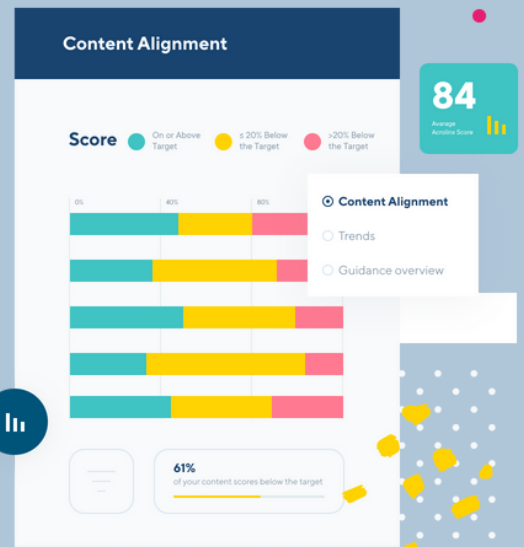 Content Alignment
84
Average
Acrolinx Score
Score
On or Above
Target
≤ 20% Below
the Target
>20% Below
the Target
0%
40%
80%
Content Alignment
Trends
Guidance overview
61%
of your content scores below the target